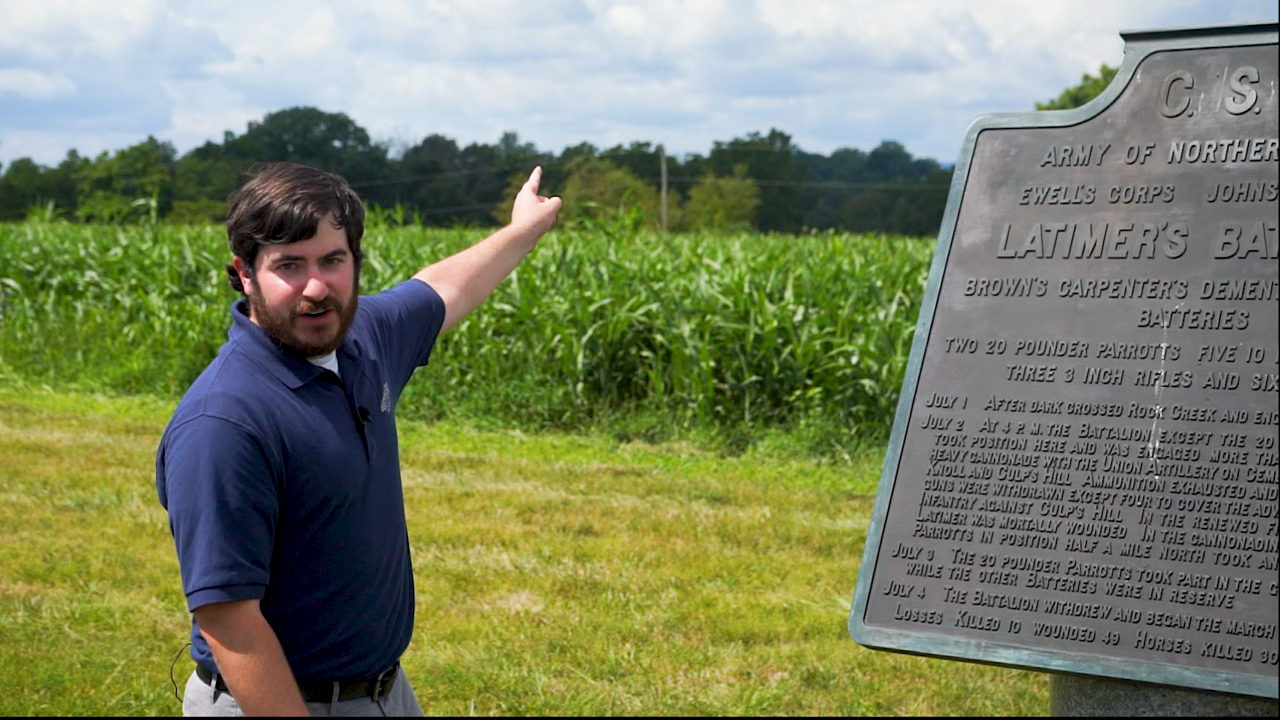 C. S.
ARMY OF NORTHER
EWELL'S CORPS JOHNS
LATIMER'S BAT
BROWN'S CARPENTER'S DEMENT
BATTERIES
TWO 20 POUNDER PARROTTS FIVE 10
THREE 3 INCH RIFLES AND SIX
JULY 1 AFTER DARK CROSSED ROCK CREEK AND ENC
JULY 2 AT 4 P.M. THE BATTALION EXCEPT THE 20
TOOK POSITION HERE AND WAS ENGAGED MORE THA
HEAVY CANNONADE WITH THE UNION ARTILLERY ON CEM
KNOLL AND CULP'S HILL AMMUNITION EXHAUSTED AND
GUNS WERE WITHDRAWN EXCEPT FOUR TO COVER THE ADV
INFANTRY AGAINST CULP'S HILL IN THE RENEWED F
LATIMER WAS MORTALLY WOUNDED IN THE CANNONADIN
PARROTTS IN POSITION HALF A MILE NORTH TOOK AN
JULY 3 THE 20 POUNDER PARROTTS TOOK PART IN THE C
WHILE THE OTHER BATTERIES WERE IN RESERVE
JULY 4 THE BATTALION WITHDREW AND BEGAN THE MARCH
LOSSES KILLED 10 WOUNDED 49 HORSES KILLED 30